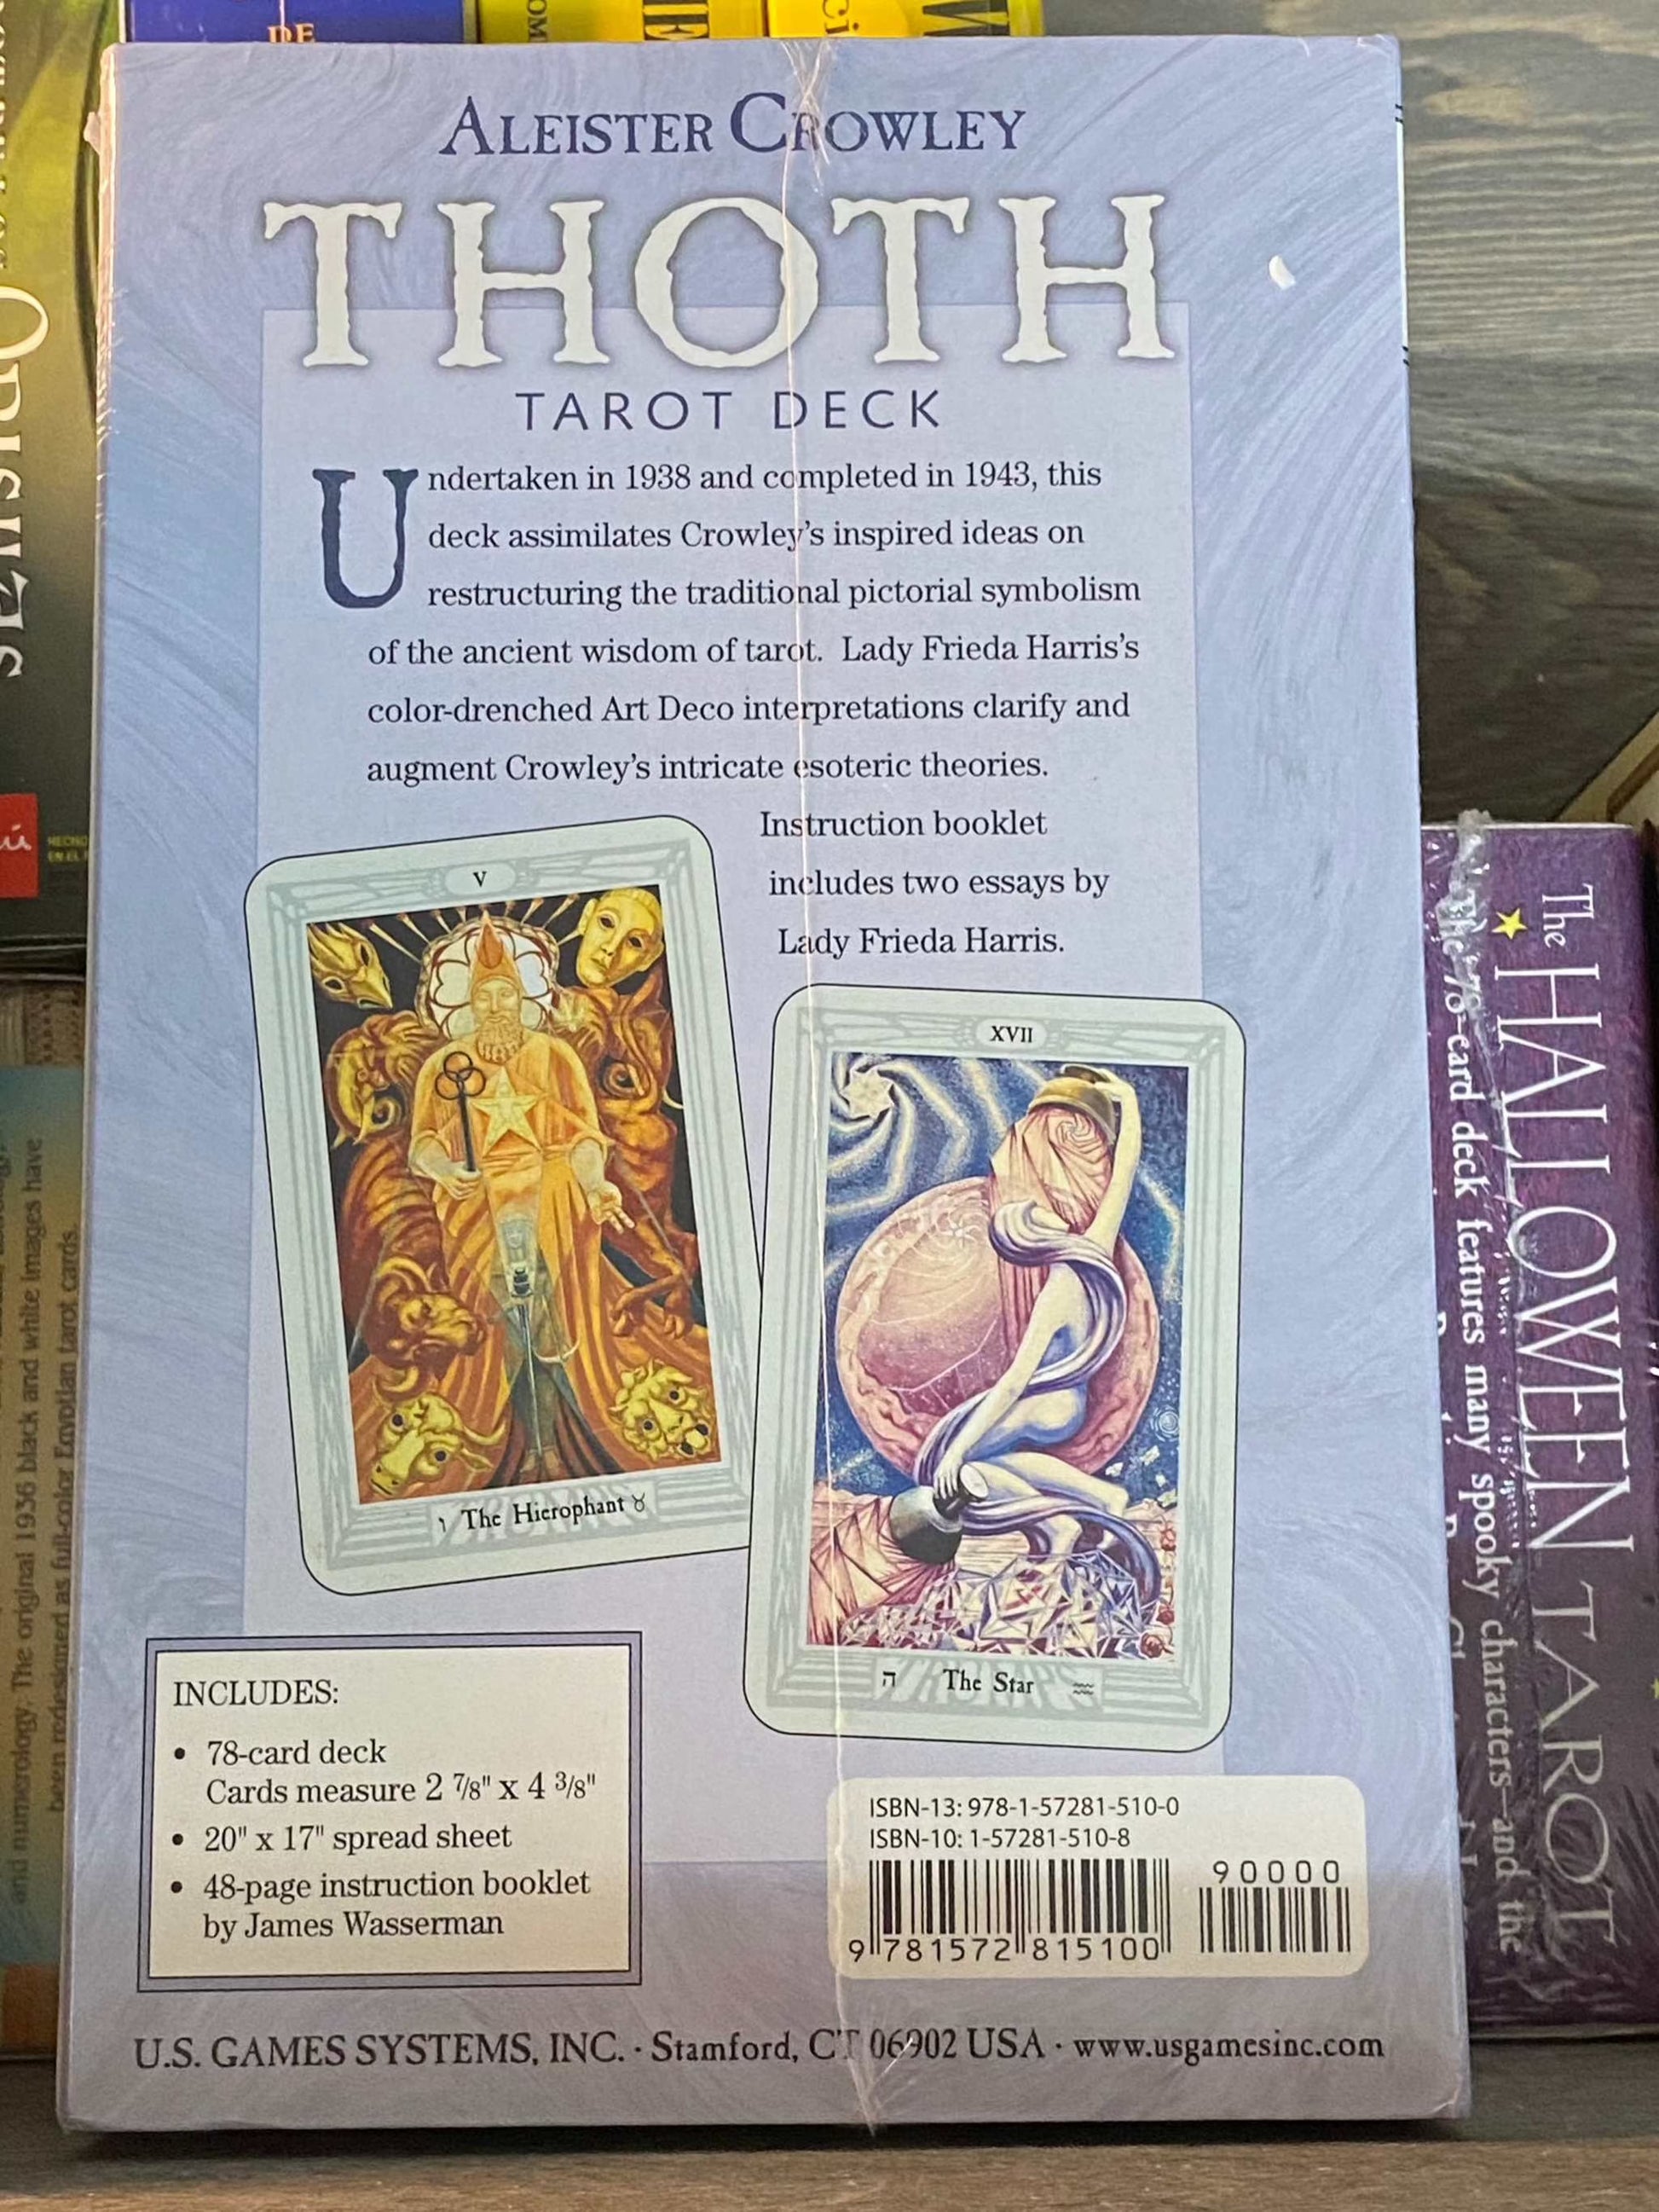 DE
ALEISTER CROWLEY
THOTH
TAROT DECK
Undertaken in 1938 and completed in 1943, this
deck assimilates Crowley's inspired ideas on
restructuring the traditional pictorial symbolism
of the ancient wisdom of tarot. Lady Frieda Harris's
color-drenched Art Deco interpretations clarify and
augment Crowley's intricate esoteric theories.
Instruction booklet
includes two essays by
Lady Frieda Harris.
V
ו The Hierophant ♉
XVII
ה The Star ♒
INCLUDES:
• 78-card deck
Cards measure 2 7/8" x 4 3/8"
• 20" x 17" spread sheet
• 48-page instruction booklet
by James Wasserman
ISBN-13: 978-1-57281-510-0
ISBN-10: 1-57281-510-8
90000
9 781572 815100
U.S. GAMES SYSTEMS, INC. · Stamford, CT 06902 USA · www.usgamesinc.com
The HALLOWEEN TAROT
78-card deck features many spooky characters—and the
and numerology. The original 1936 black and white images have
been redesigned as full-color Egyptian tarot cards.